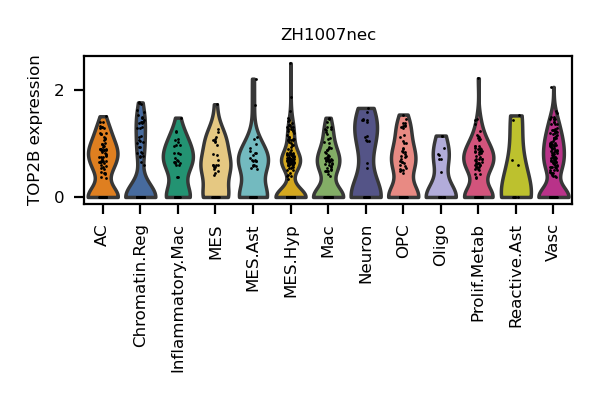 ZH1007nec
TOP2B expression
2
0
AC
Chromatin.Reg
Inflammatory.Mac
MES
MES.Ast
MES.Hyp
Mac
Neuron
OPC
Oligo
Prolif.Metab
Reactive.Ast
Vasc